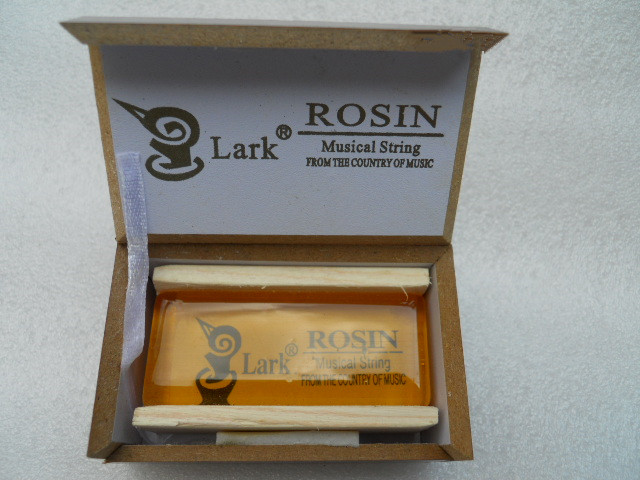 Lark® ROSIN
Musical String
FROM THE COUNTRY OF MUSIC
Lark® ROSIN
Musical String
FROM THE COUNTRY OF MUSIC